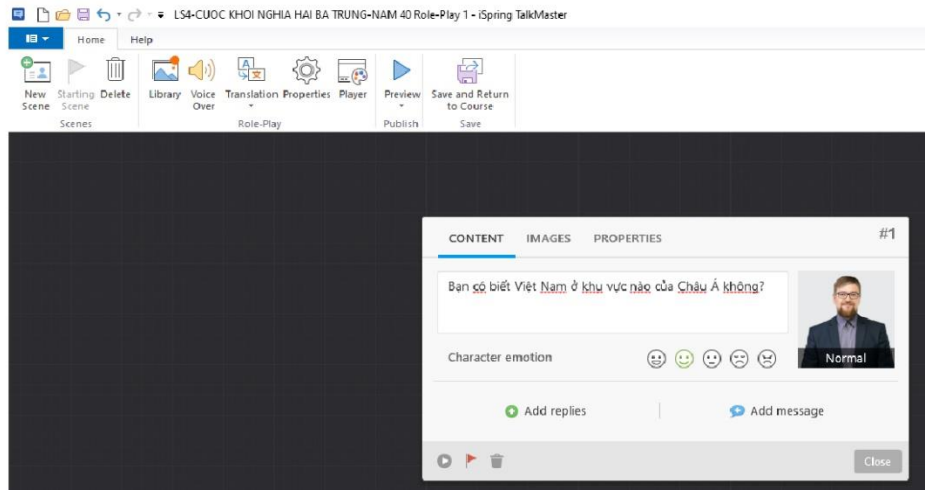 LS4-CUOC KHOI NGHIA HAI BA TRUNG-NAM 40 Role-Play 1 - iSpring TalkMaster
Home Help
New Scene
Starting Scene
Delete
Library
Voice Over
Translation
Properties
Player
Preview
Save and Return to Course
Scenes
Role-Play
Publish
Save
CONTENT IMAGES PROPERTIES #1
Bạn có biết Việt Nam ở khu vực nào của Châu Á không?
Normal
Character emotion
Add replies
Add message
Close